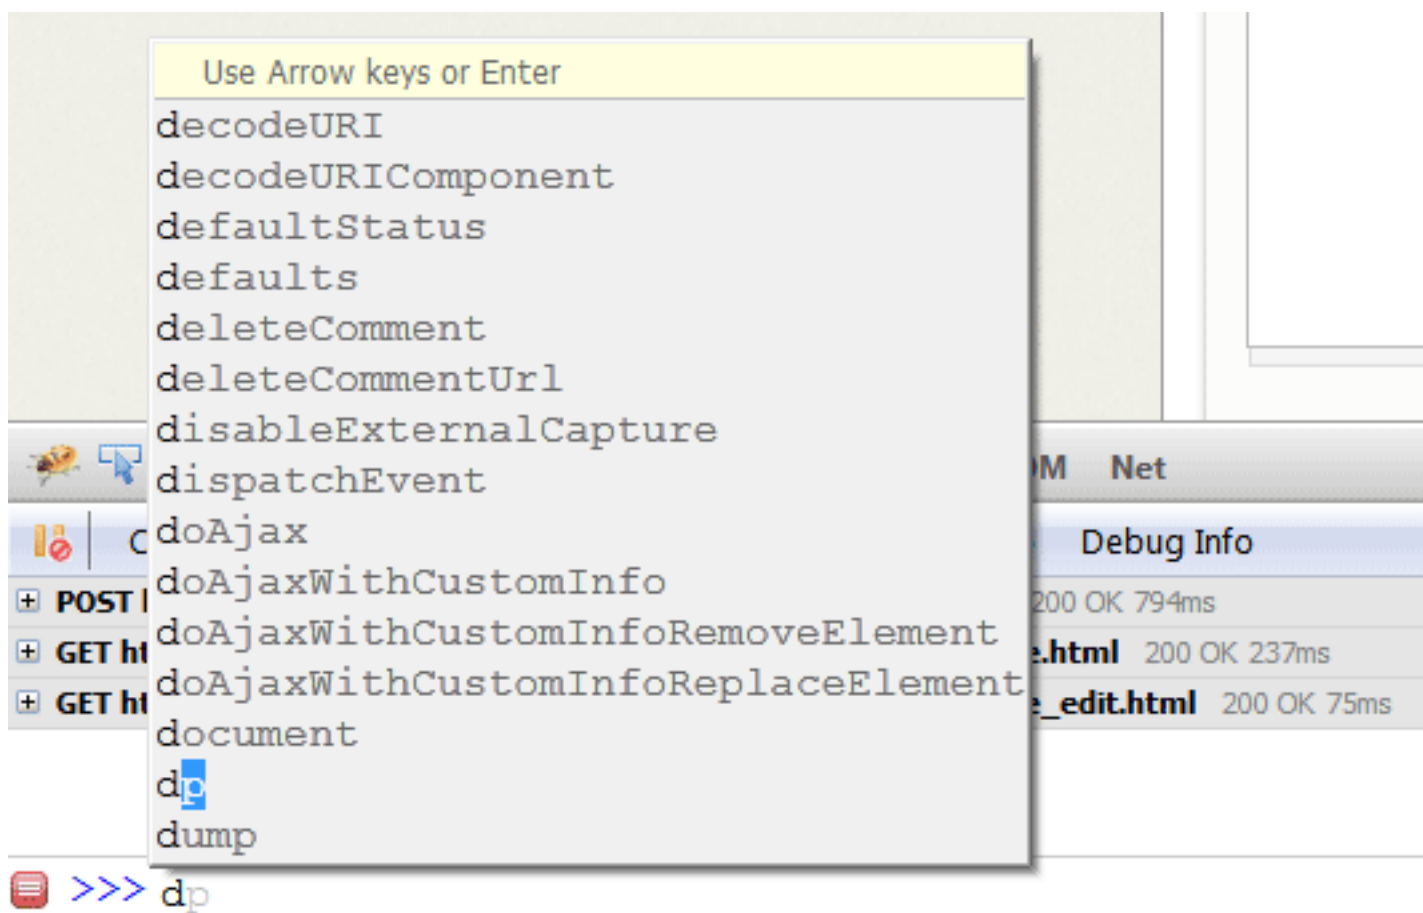 Use Arrow keys or Enter
decodeURI
decodeURIComponent
defaultStatus
defaults
deleteComment
deleteCommentUrl
disableExternalCapture
dispatchEvent
doAjax
doAjaxWithCustomInfo
doAjaxWithCustomInfoRemoveElement
doAjaxWithCustomInfoReplaceElement
document
dp
dump
Net
Debug Info
POST 200 OK 794ms
GET .html 200 OK 237ms
GET _edit.html 200 OK 75ms
>>> dp